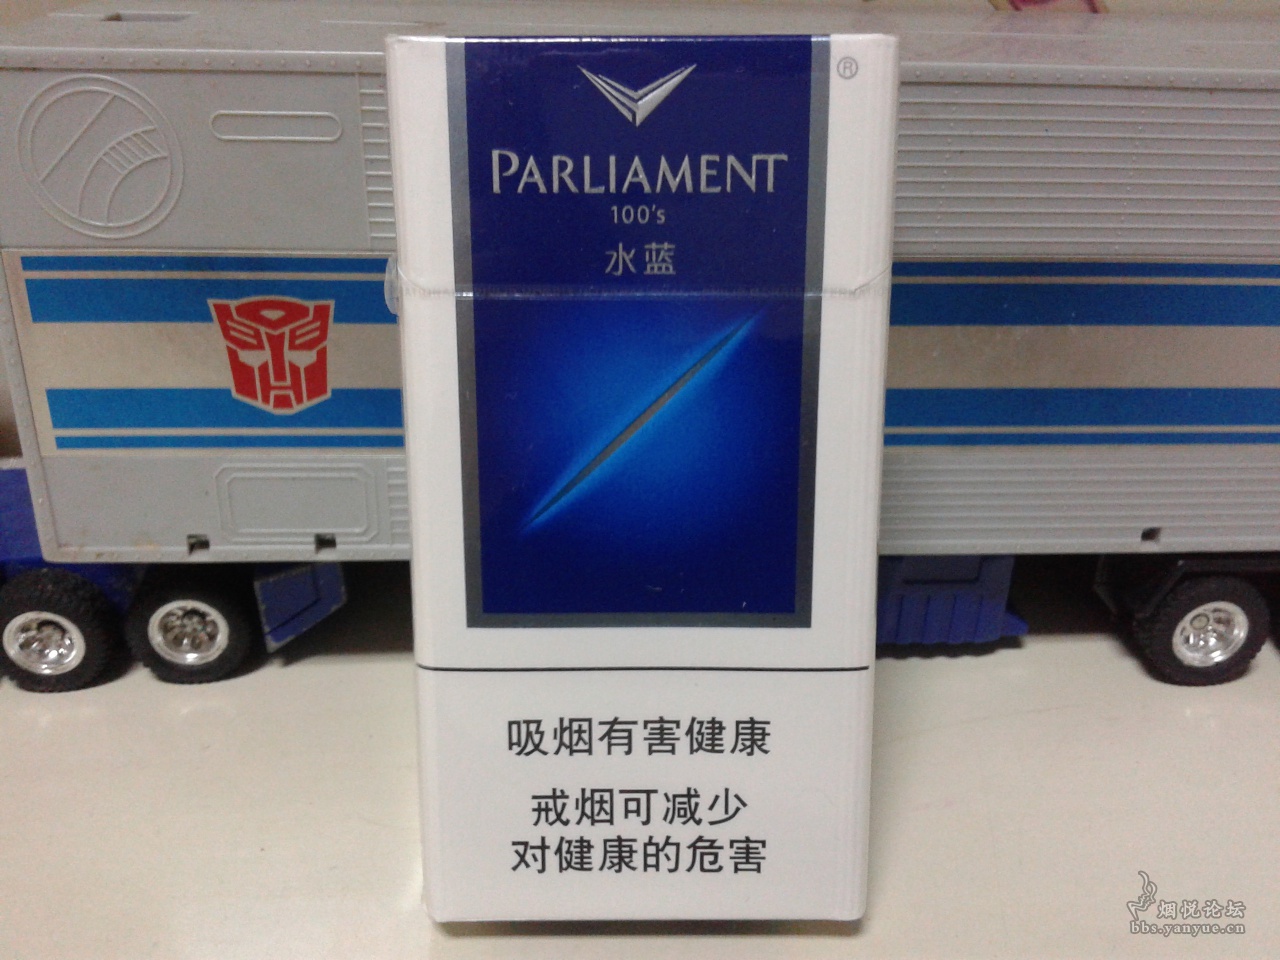 ®
PARLIAMENT
100's
水蓝
吸烟有害健康
戒烟可减少
对健康的危害
烟悦论坛
bbs.yanyue.cn